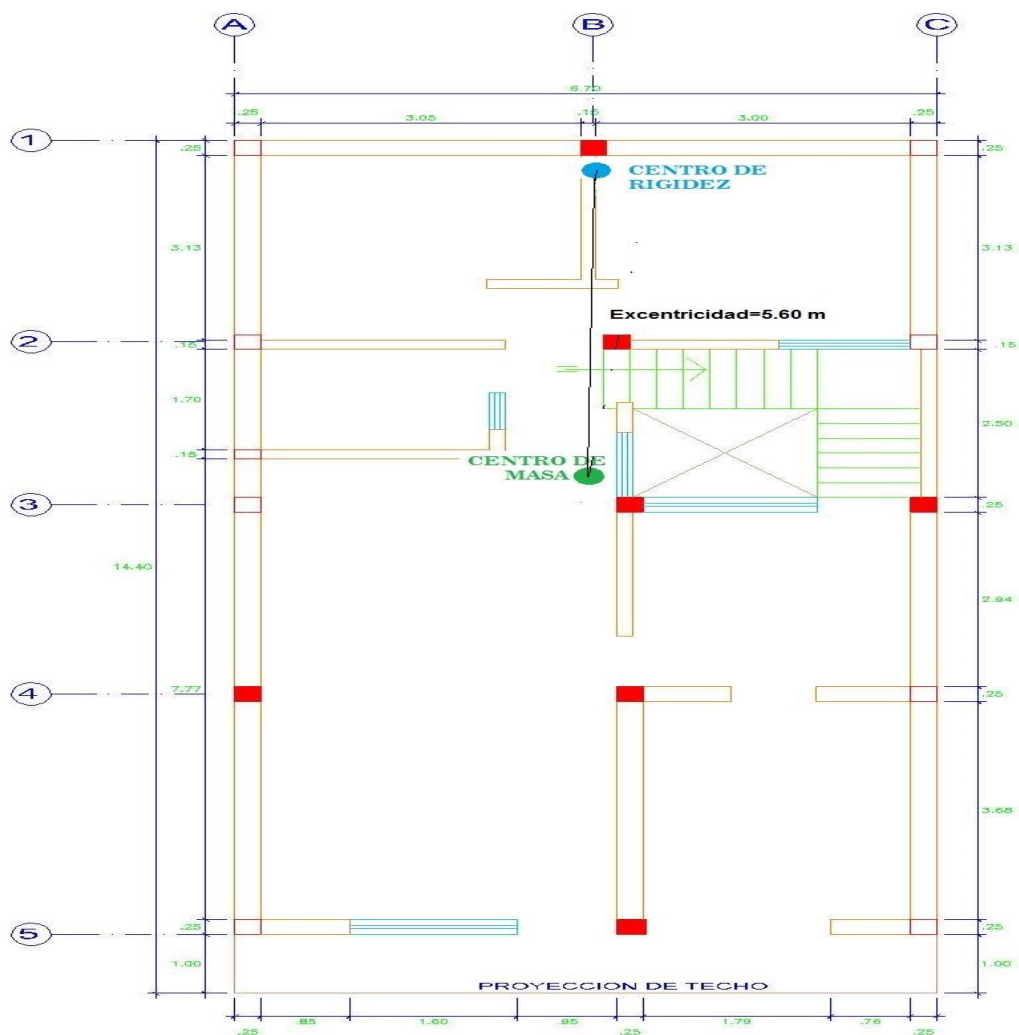 A B C
6.70
.25 3.05 .15 3.00 .25
1
.25 .25
CENTRO DE
RIGIDEZ
3.13 3.13
Excentricidad=5.60 m
2
.15 .15
1.70
2.50
.15
CENTRO DE
MASA
3
.25
14.40
2.94
4
7.77 .25
3.68
5
.25 .25
1.00 1.00
PROYECCION DE TECHO
.25 .85 1.60 .95 .25 1.79 .76 .25